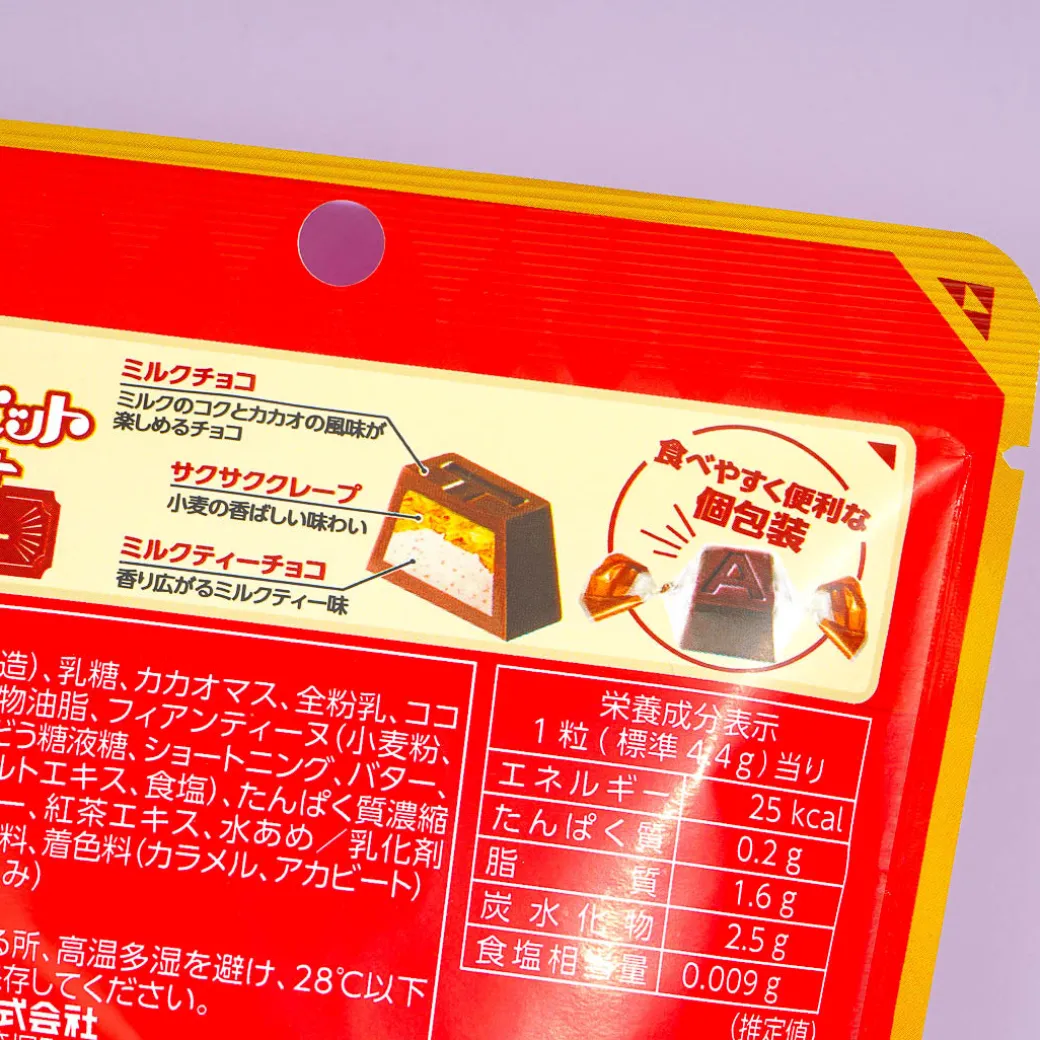 ミルクチョコ
ミルクのコクとカカオの風味が
楽しめるチョコ
サクサククレープ
小麦の香ばしい味わい
ミルクティーチョコ
香り広がるミルクティー味
食べやすく便利な
個包装
A
造)、乳糖、カカオマス、全粉乳、ココ
物油脂、フィアンティーヌ(小麦粉、
どう糖液糖、ショートニング、バター、
ルトエキス、食塩)、たんぱく質濃縮
ー、紅茶エキス、水あめ/乳化剤
料、着色料(カラメル、アカビート)
み)
る所、高温多湿を避け、28℃以下
存してください。
式会社
栄養成分表示
1粒(標準4.4g)当り
エネルギー 25 kcal
たんぱく質 0.2 g
脂質 1.6 g
炭水化物 2.5 g
食塩相当量 0.009 g
(推定値)